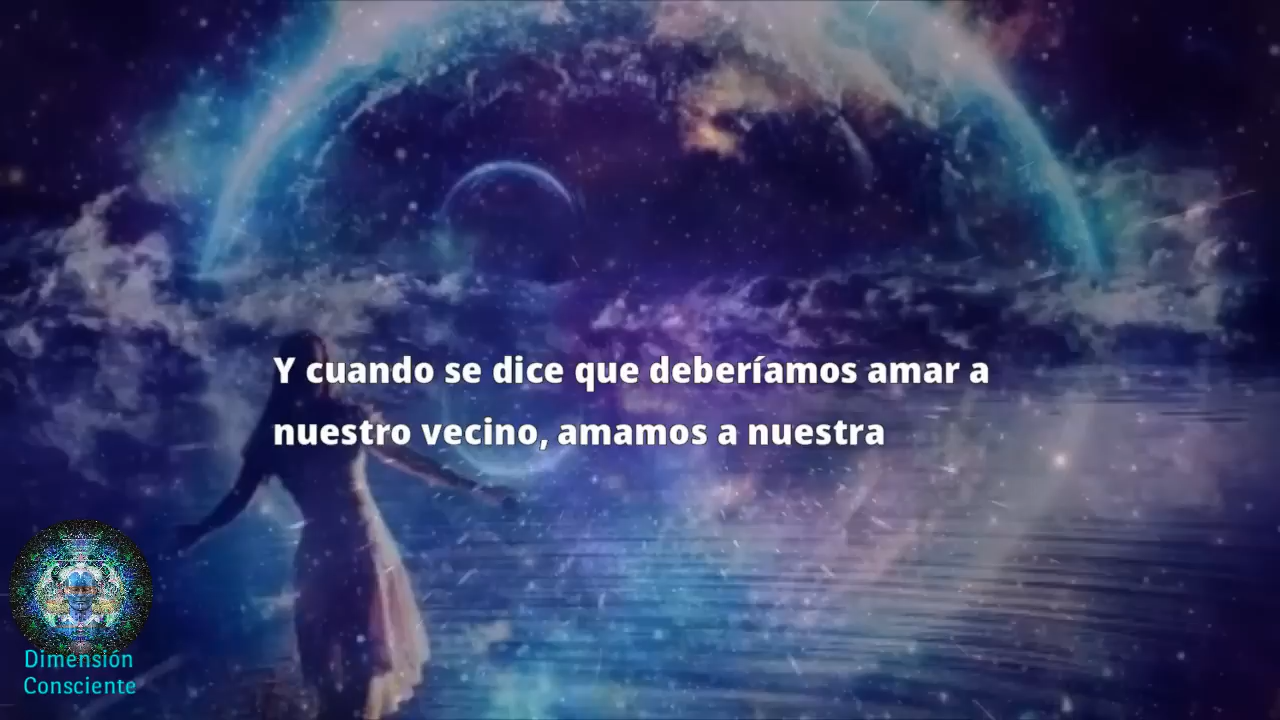 Y cuando se dice que deberíamos amar a
nuestro vecino, amamos a nuestra
Dimensión
Consciente